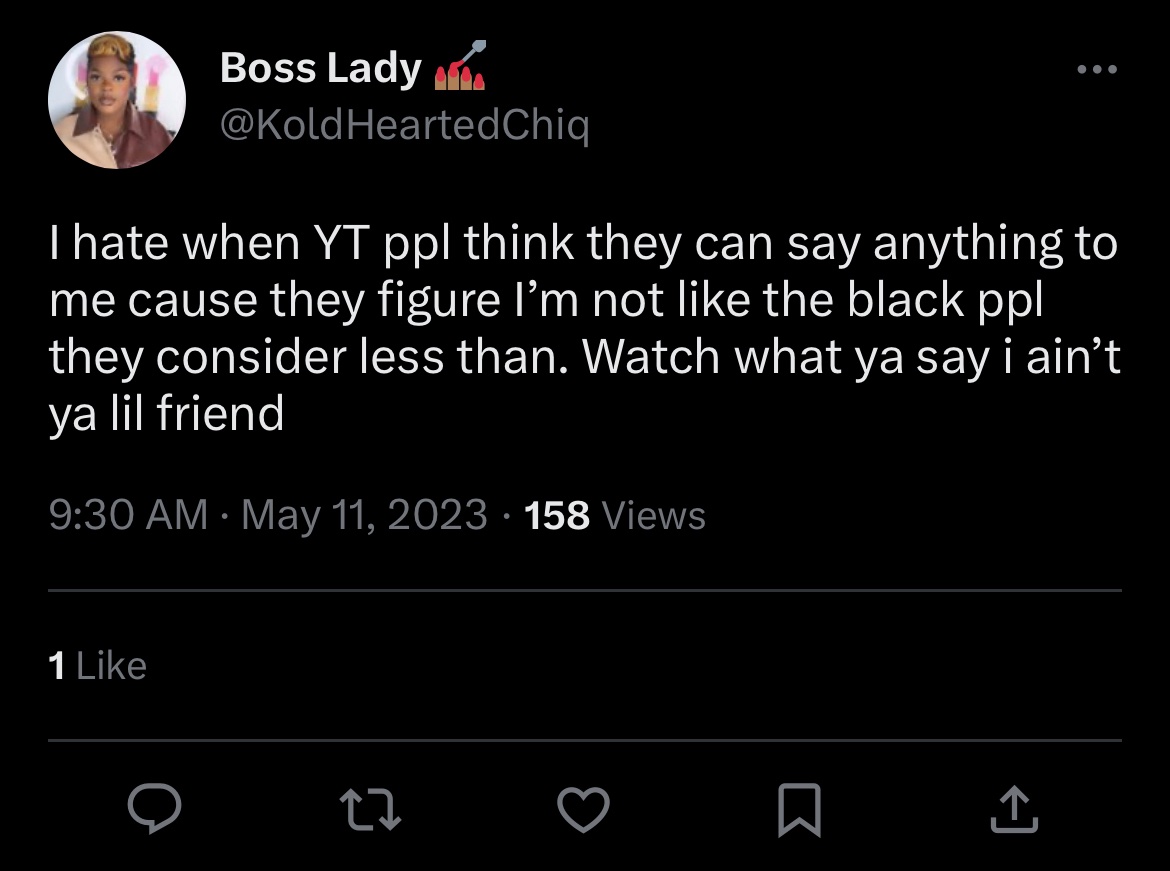 Boss Lady 💅
@KoldHeartedChiq
I hate when YT ppl think they can say anything to
me cause they figure I’m not like the black ppl
they consider less than. Watch what ya say i ain’t
ya lil friend
9:30 AM · May 11, 2023 · 158 Views
1 Like